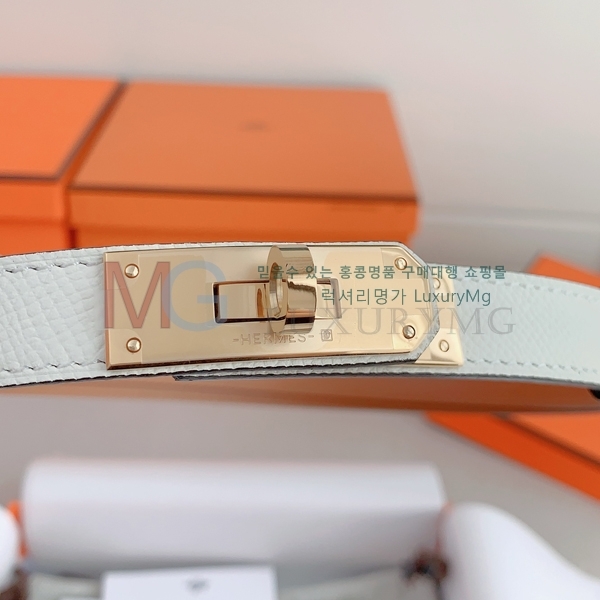 믿을수 있는 홍콩명품 구매대행 쇼핑몰
럭셔리명가 LuxuryMg
MG LUXURYMG
-HERMES-